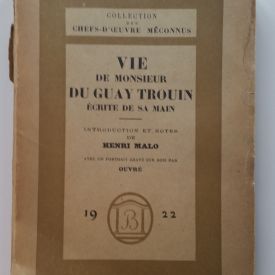 COLLECTION
DES
CHEFS-D'ŒUVRE MÉCONNUS
VIE
DE MONSIEUR
DU GUAY TROUIN
ÉCRITE DE SA MAIN
INTRODUCTION ET NOTES
DE
HENRI MALO
AVEC UN PORTRAIT GRAVÉ SUR BOIS PAR
OUVRÉ
19 B 22